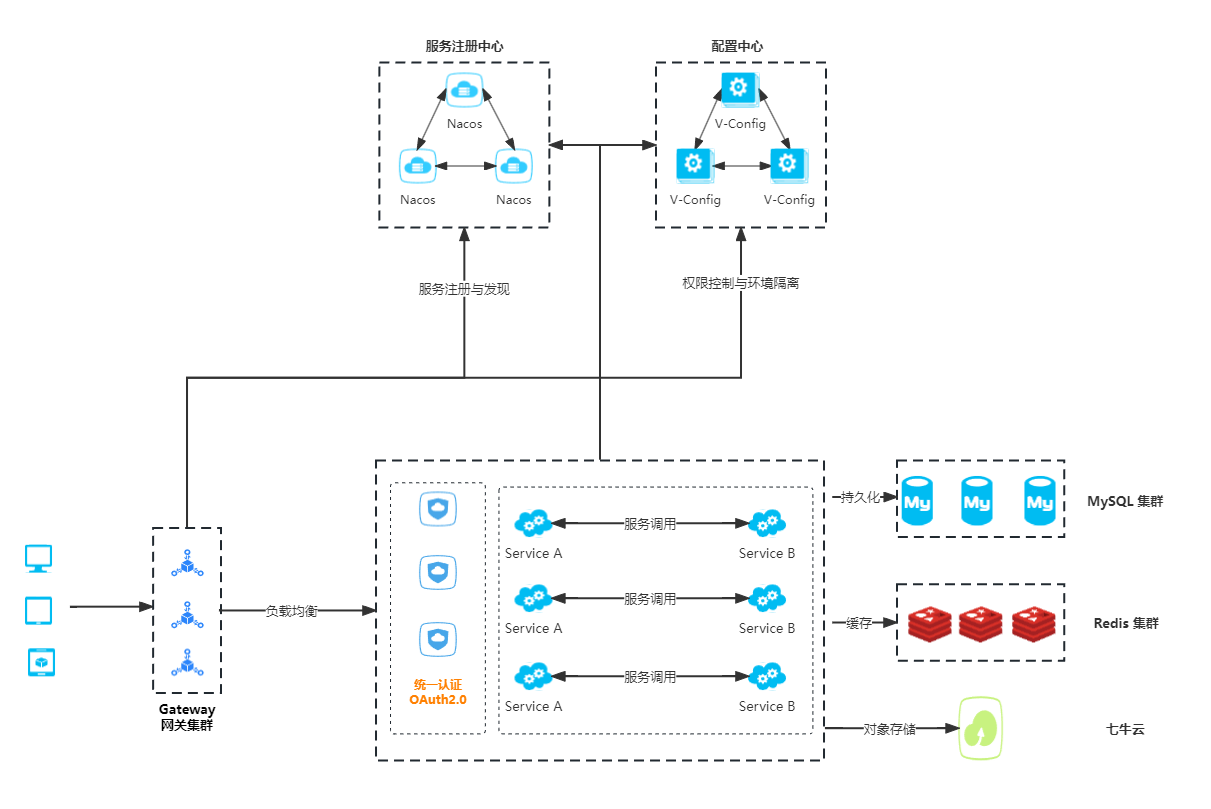 服务注册中心
配置中心
Nacos
V-Config
Nacos
Nacos
V-Config
V-Config
服务注册与发现
权限控制与环境隔离
持久化
My
My
My
MySQL 集群
服务调用
Service A
Service B
服务调用
Service A
Service B
缓存
Redis 集群
负载均衡
服务调用
Service A
Service B
统一认证
OAuth2.0
Gateway
网关集群
对象存储
七牛云